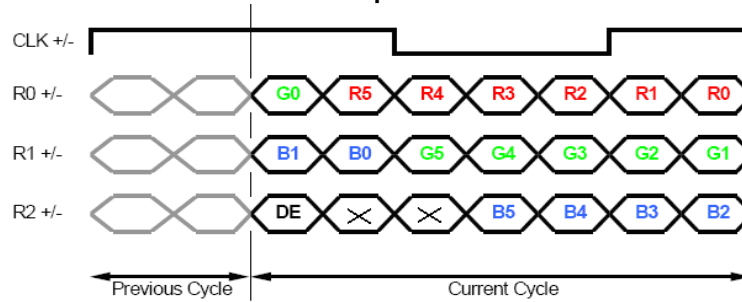 CLK +/-
R0 +/- G0 R5 R4 R3 R2 R1 R0
R1 +/- B1 B0 G5 G4 G3 G2 G1
R2 +/- DE B5 B4 B3 B2
Previous Cycle Current Cycle